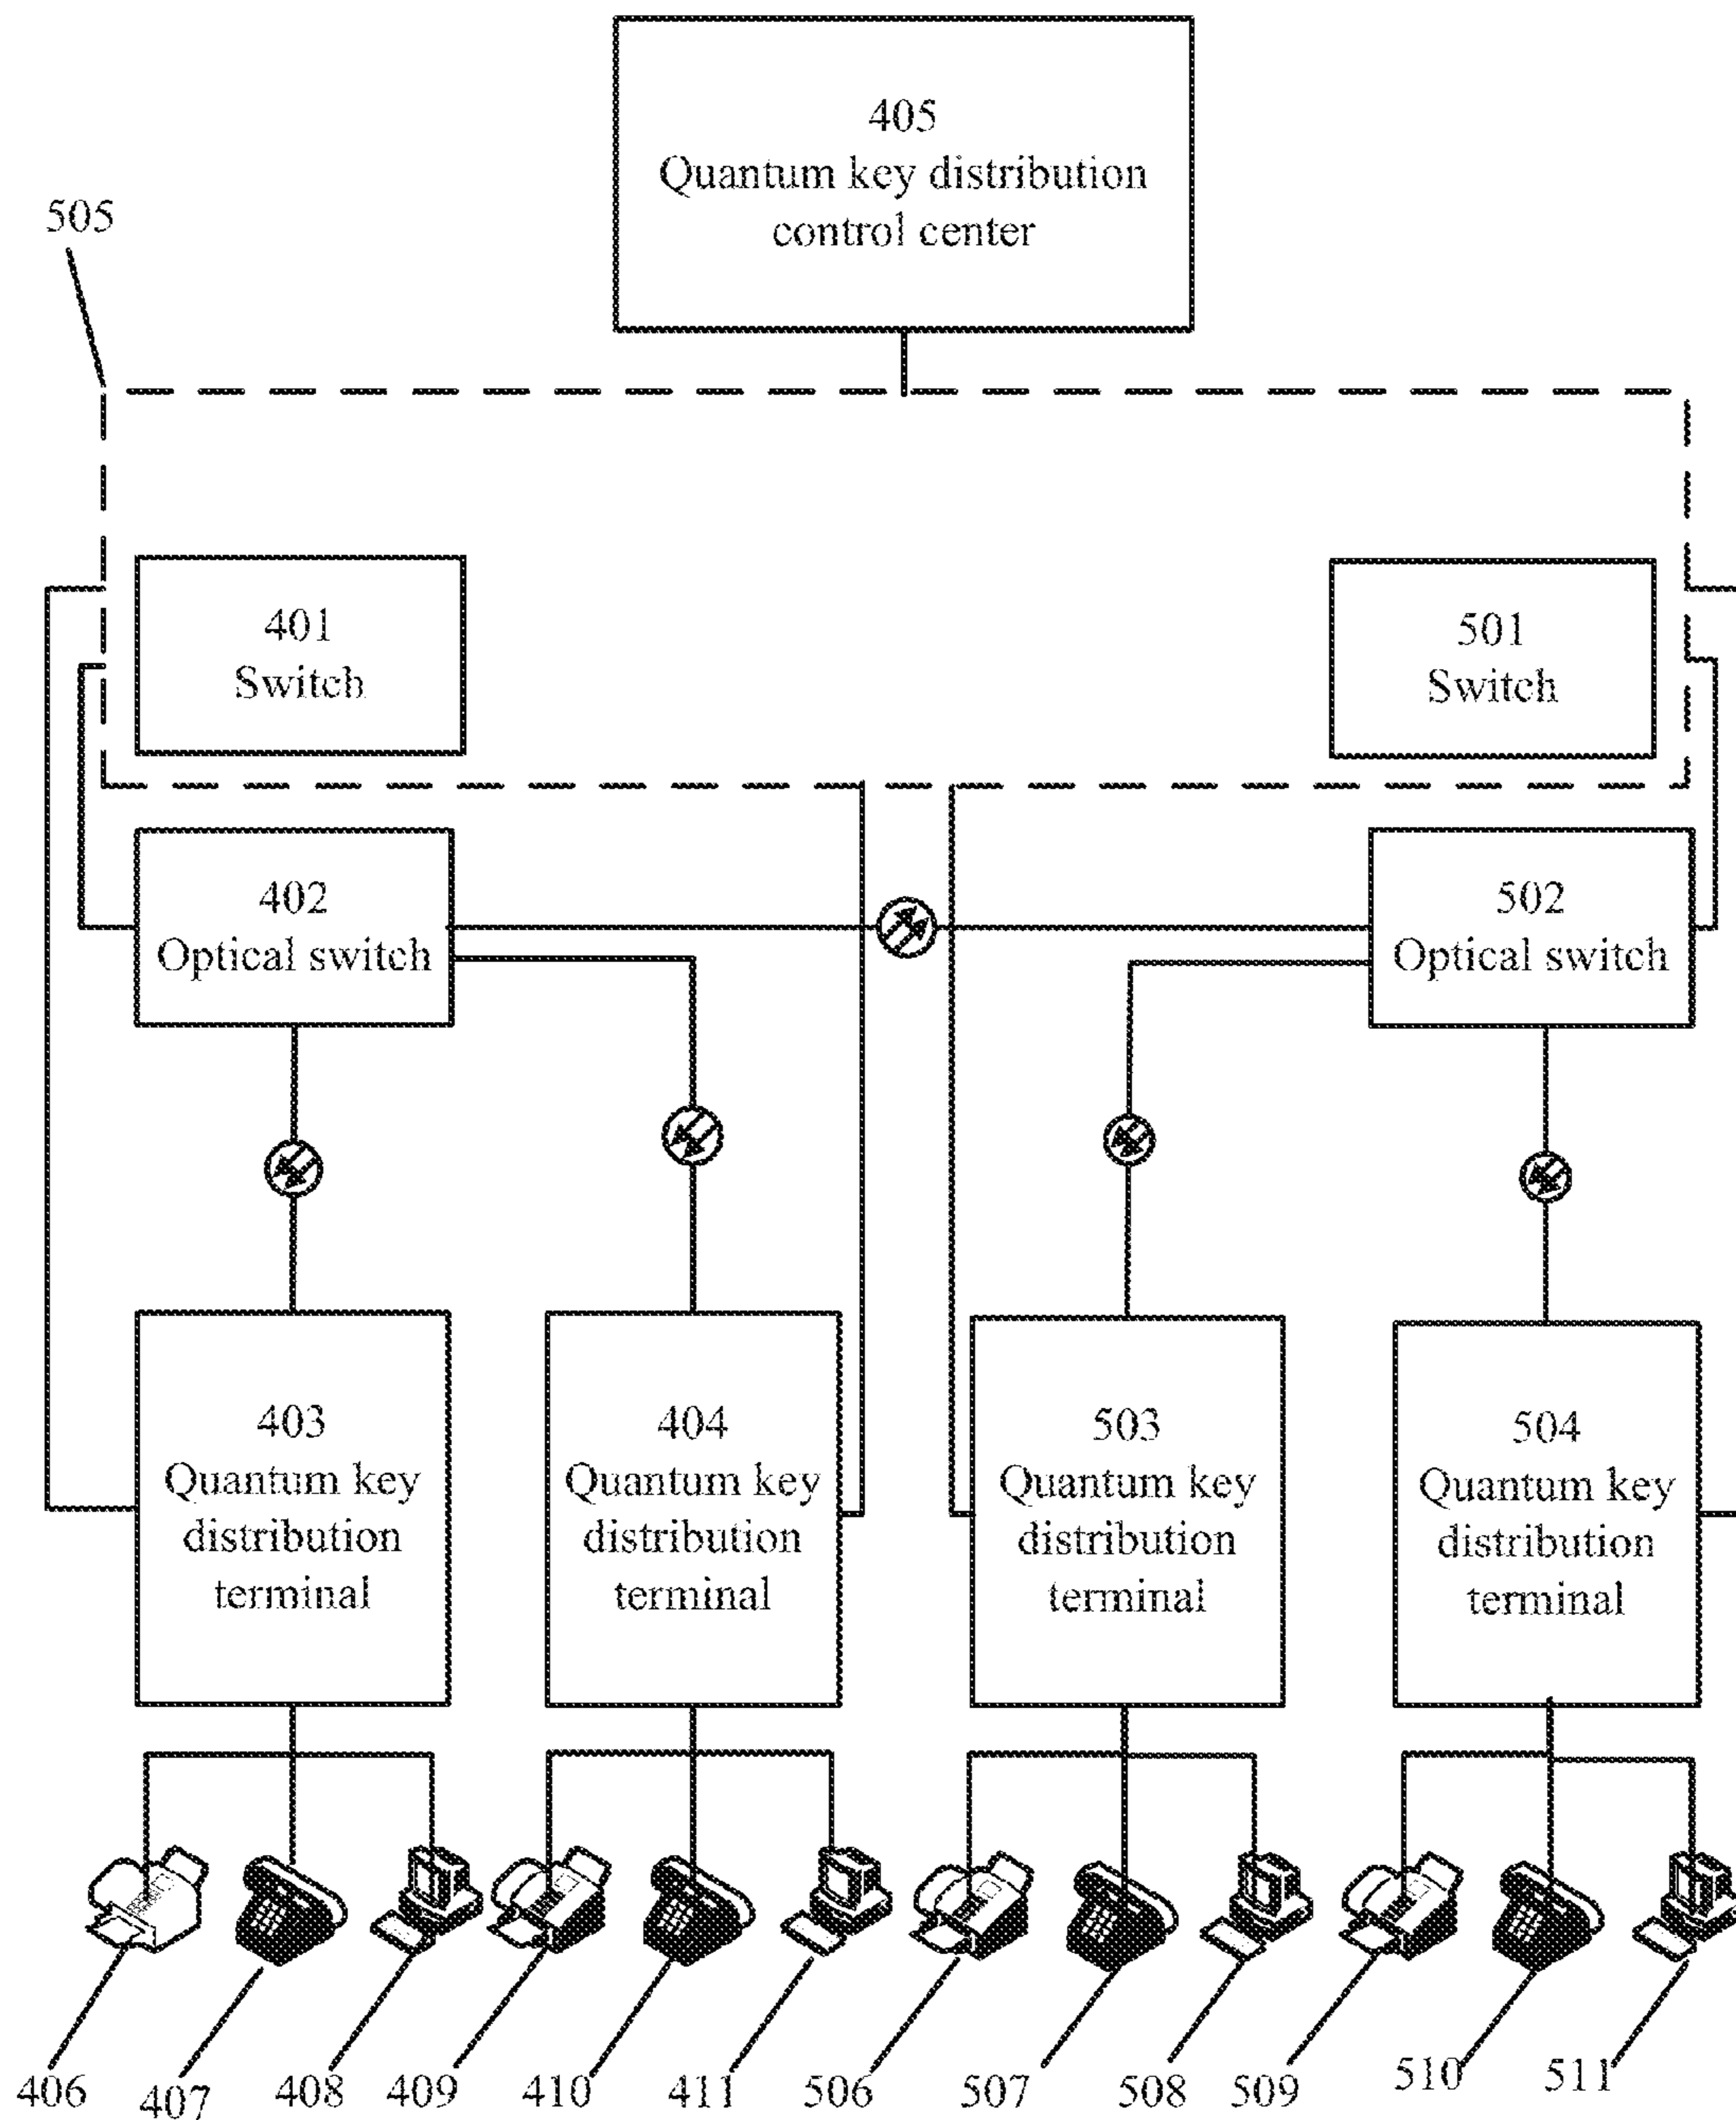 405
Quantum key distribution
control center
505
401
Switch
501
Switch
402
Optical switch
502
Optical switch
403
Quantum key
distribution
terminal
404
Quantum key
distribution
terminal
503
Quantum key
distribution
terminal
504
Quantum key
distribution
terminal
406
407
408
409
410
411
506
507
508
509
510
511